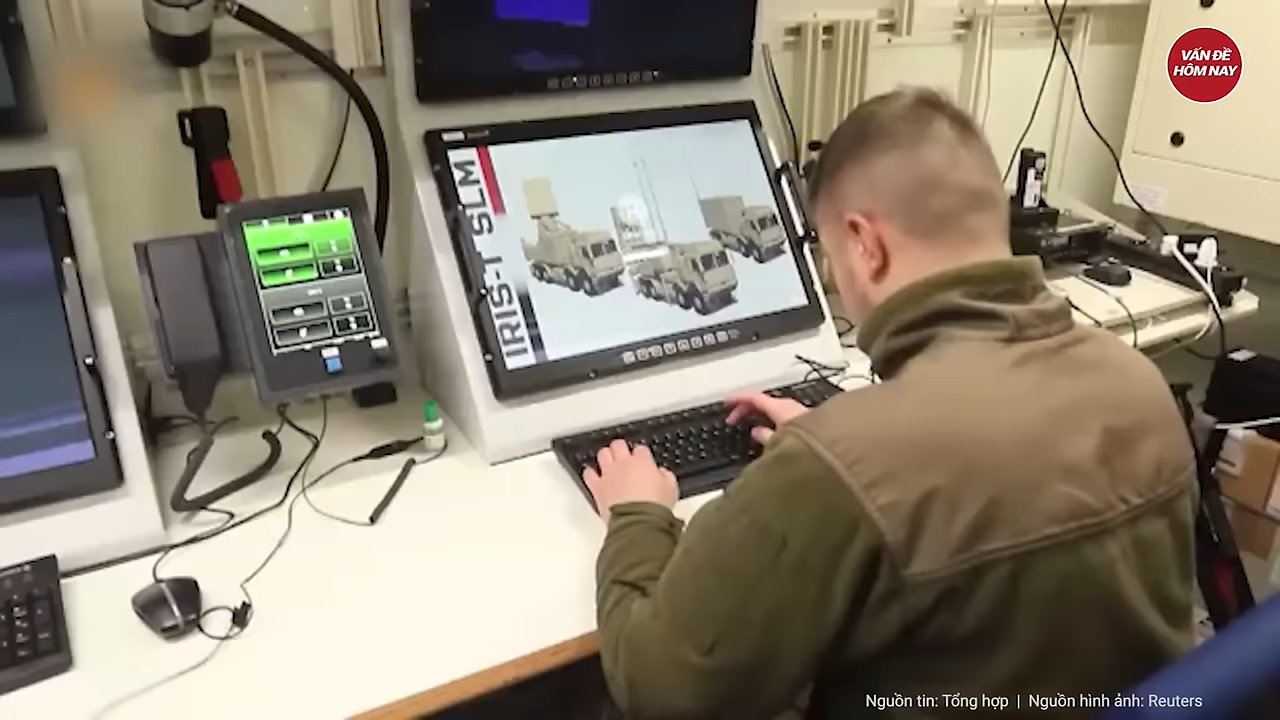 VẤN ĐỀ
HÔM NAY
IRIS-T SLM
Nguồn tin: Tổng hợp | Nguồn hình ảnh: Reuters